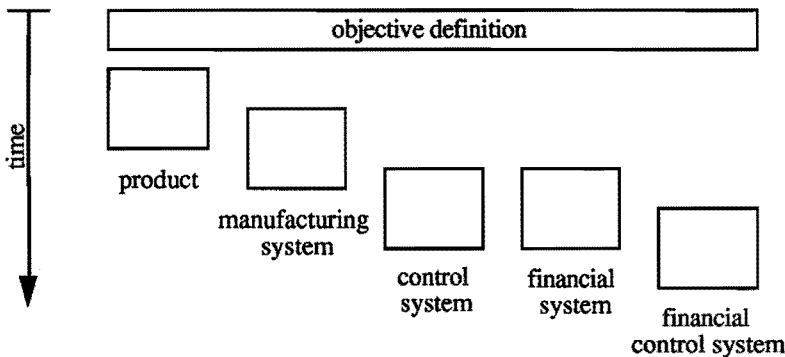 objective definition
time
product
manufacturing
system
control
system
financial
system
financial
control system